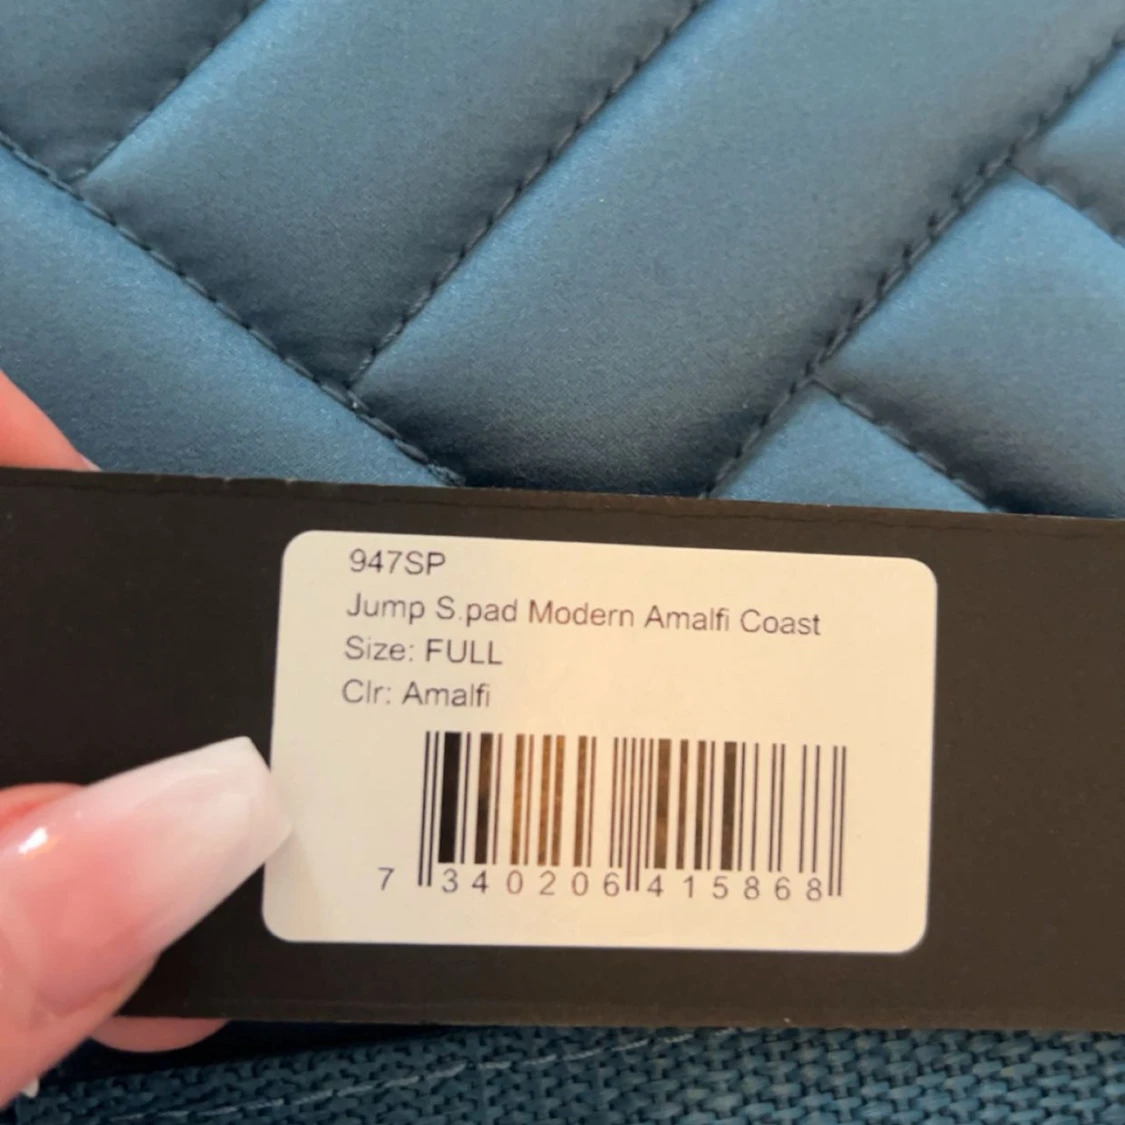 947SP
Jump S.pad Modern Amalfi Coast
Size: FULL
Clr: Amalfi
7 340206 415868